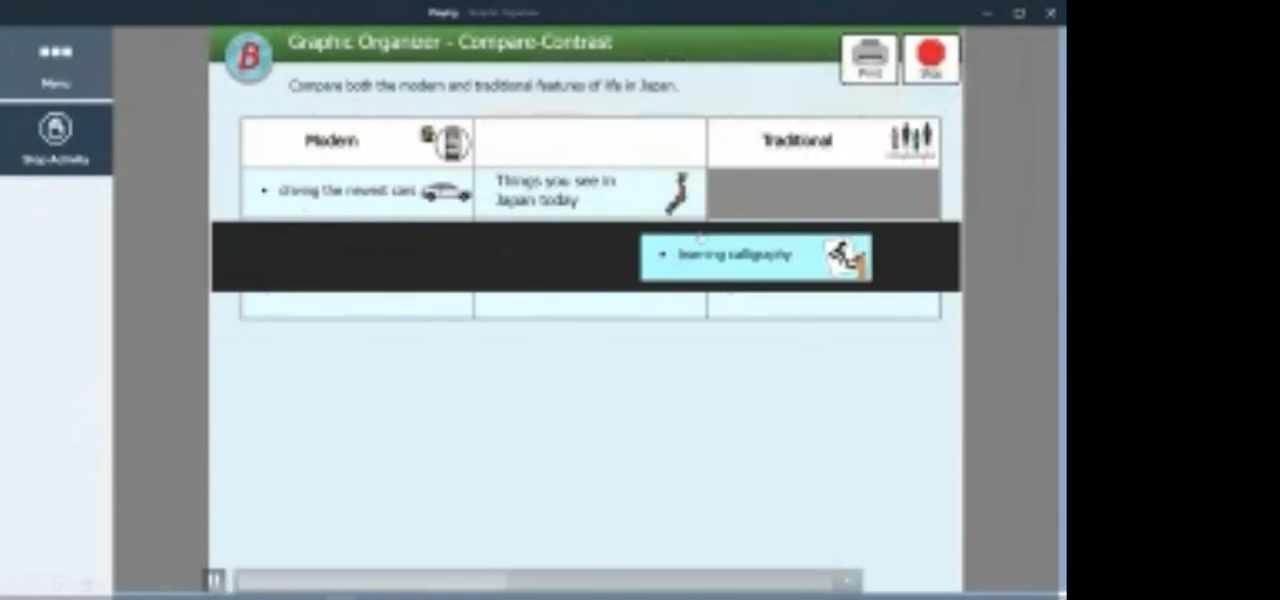 Menu
Stop Activity
B
Graphic Organizer - Compare-Contrast
Print
Stop
Compare both the modern and traditional features of life in Japan.
Modern
Traditional
• driving the newest cars
Things you see in
Japan today
• learning calligraphy